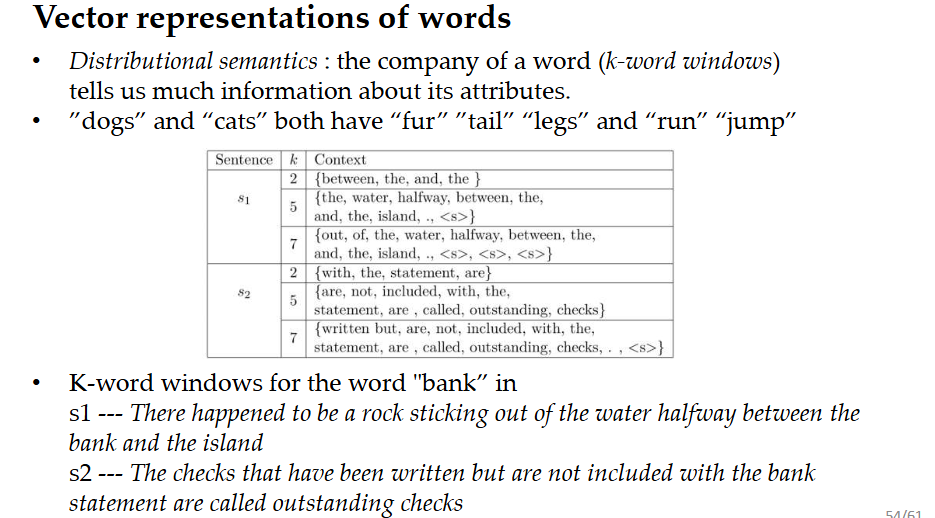 Vector representations of words
• Distributional semantics : the company of a word (k-word windows)
tells us much information about its attributes.
• ”dogs” and “cats” both have “fur” ”tail” “legs” and “run” “jump”
Sentence k Context
2 {between, the, and, the }
s1 5 {the, water, halfway, between, the,
and, the, island, ., <s>}
7 {out, of, the, water, halfway, between, the,
and, the, island, ., <s>, <s>, <s>}
2 {with, the, statement, are}
s2 5 {are, not, included, with, the,
statement, are , called, outstanding, checks}
7 {written but, are, not, included, with, the,
statement, are , called, outstanding, checks, . , <s>}
• K-word windows for the word "bank” in
s1 --- There happened to be a rock sticking out of the water halfway between the
bank and the island
s2 --- The checks that have been written but are not included with the bank
statement are called outstanding checks
54/61